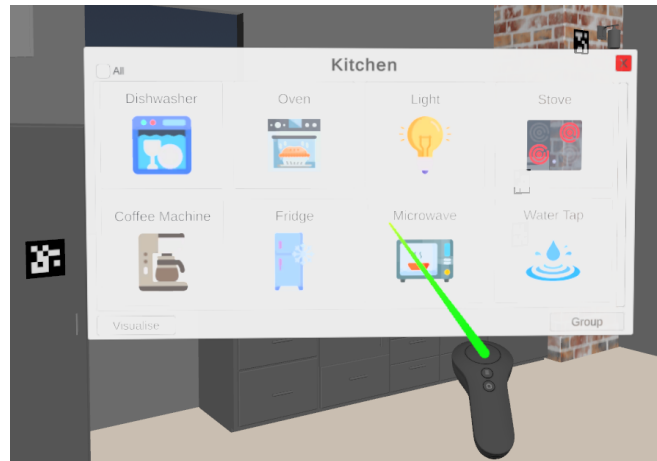 All
Kitchen
Dishwasher
Oven
Light
Stove
Coffee Machine
Fridge
Microwave
Water Tap
Visualise
Group